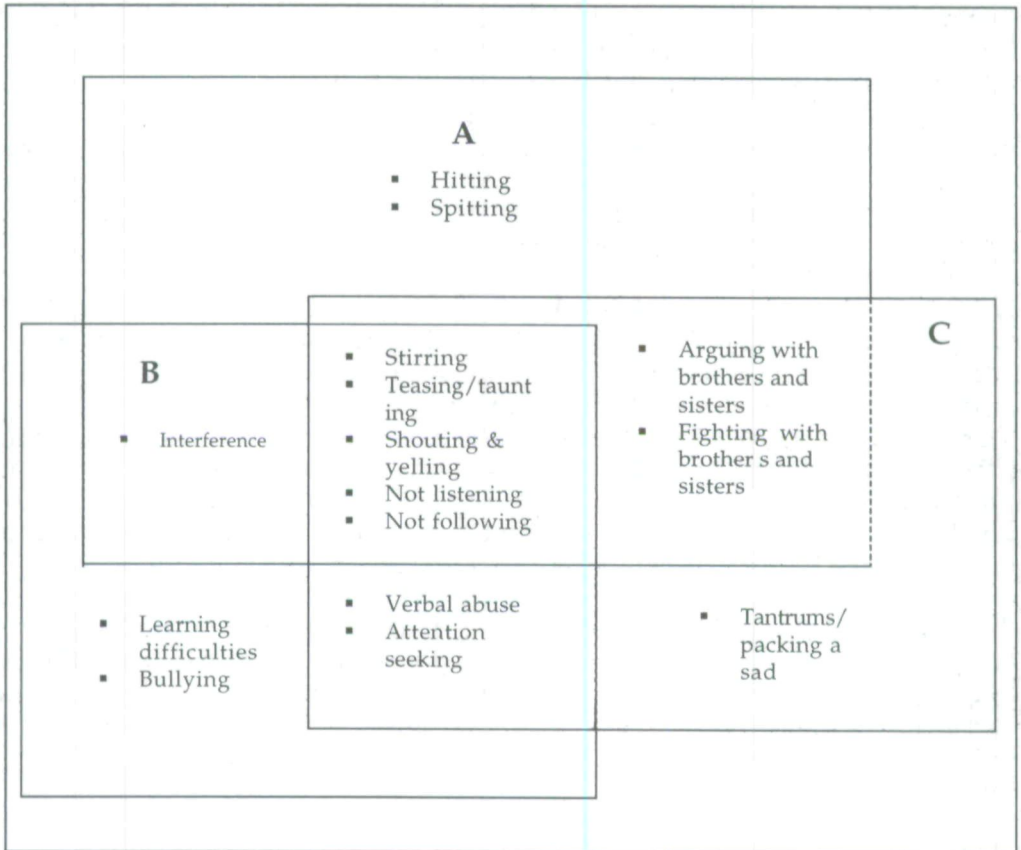 A
▪ Hitting
▪ Spitting
B
▪ Interference
▪ Stirring
▪ Teasing/taunt
ing
▪ Shouting &
yelling
▪ Not listening
▪ Not following
C
▪ Arguing with
brothers and
sisters
▪ Fighting with
brother s and
sisters
▪ Learning
difficulties
▪ Bullying
▪ Verbal abuse
▪ Attention
seeking
▪ Tantrums/
packing a
sad